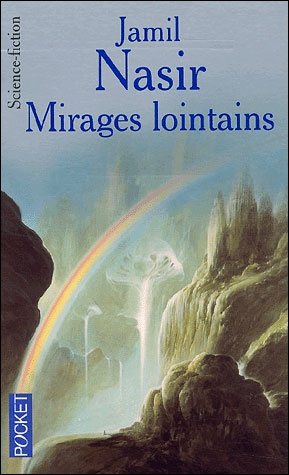 Science-fiction
Jamil
Nasir
Mirages lointains
POCKET